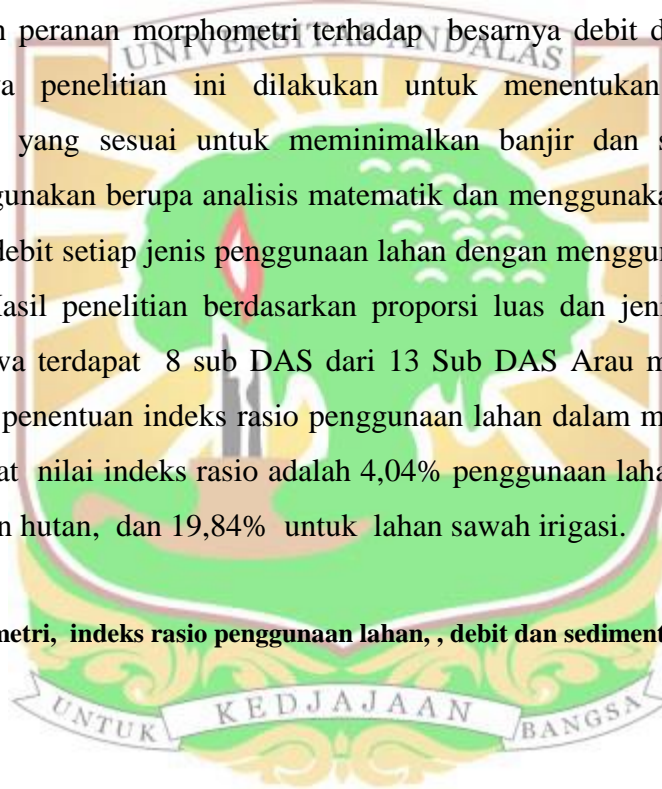 peranan morphometri terhadap besarnya debit
UNIVERSITAS ANDALAS
penelitian ini dilakukan untuk menentukan
yang sesuai untuk meminimalkan banjir dan
gunakan berupa analisis matematik dan menggunaka
debit setiap jenis penggunaan lahan dengan menggu
asil penelitian berdasarkan proporsi luas dan jen
wa terdapat 8 sub DAS dari 13 Sub DAS Arau m
penentuan indeks rasio penggunaan lahan dalam m
at nilai indeks rasio adalah 4,04% penggunaan laha
n hutan, dan 19,84% untuk lahan sawah irigasi.
metri, indeks rasio penggunaan lahan, , debit dan sediment
UNTUK KEDJAJAAN BANGSA